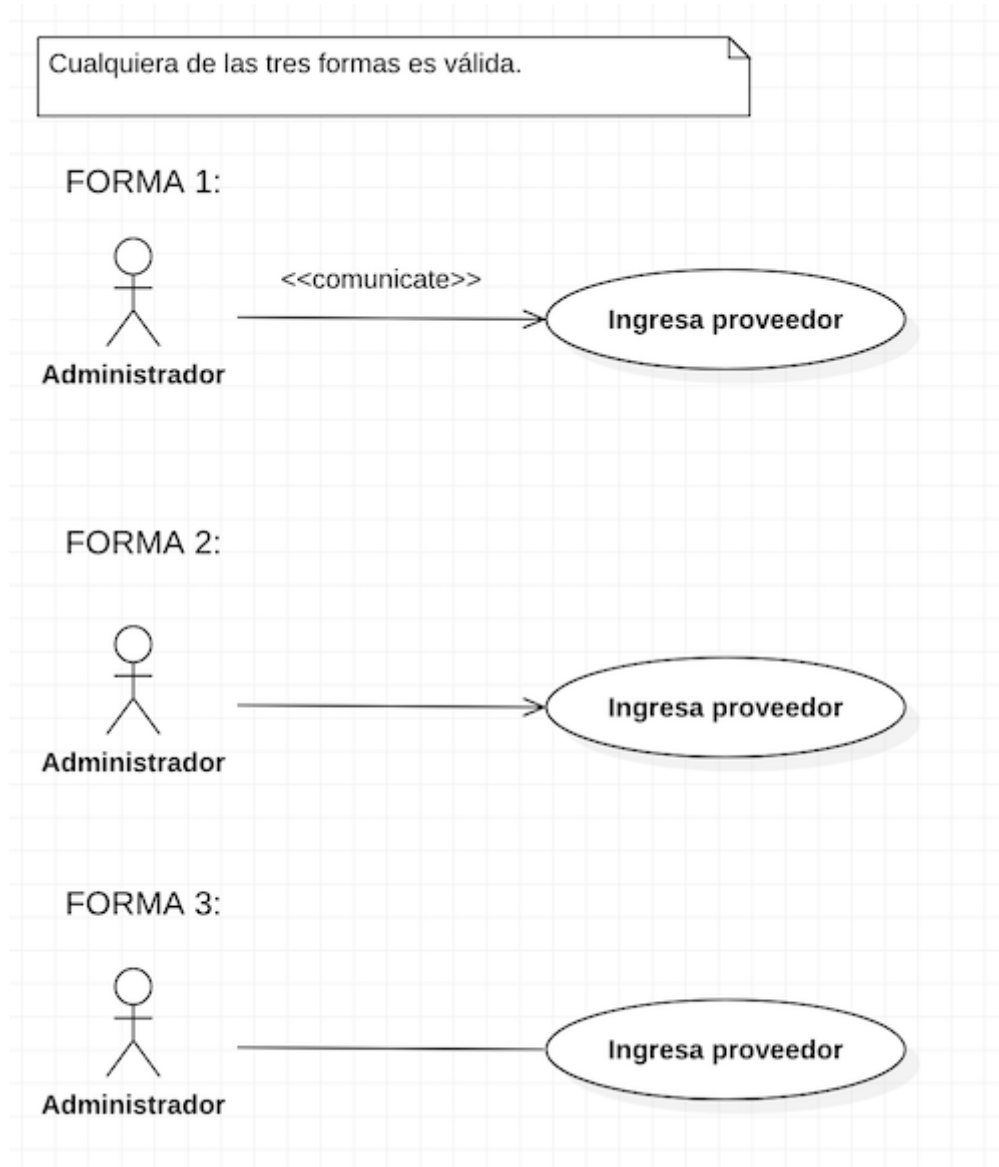 Cualquiera de las tres formas es válida.
FORMA 1:
<<comunicate>>
Ingresa proveedor
Administrador
FORMA 2:
Ingresa proveedor
Administrador
FORMA 3:
Ingresa proveedor
Administrador